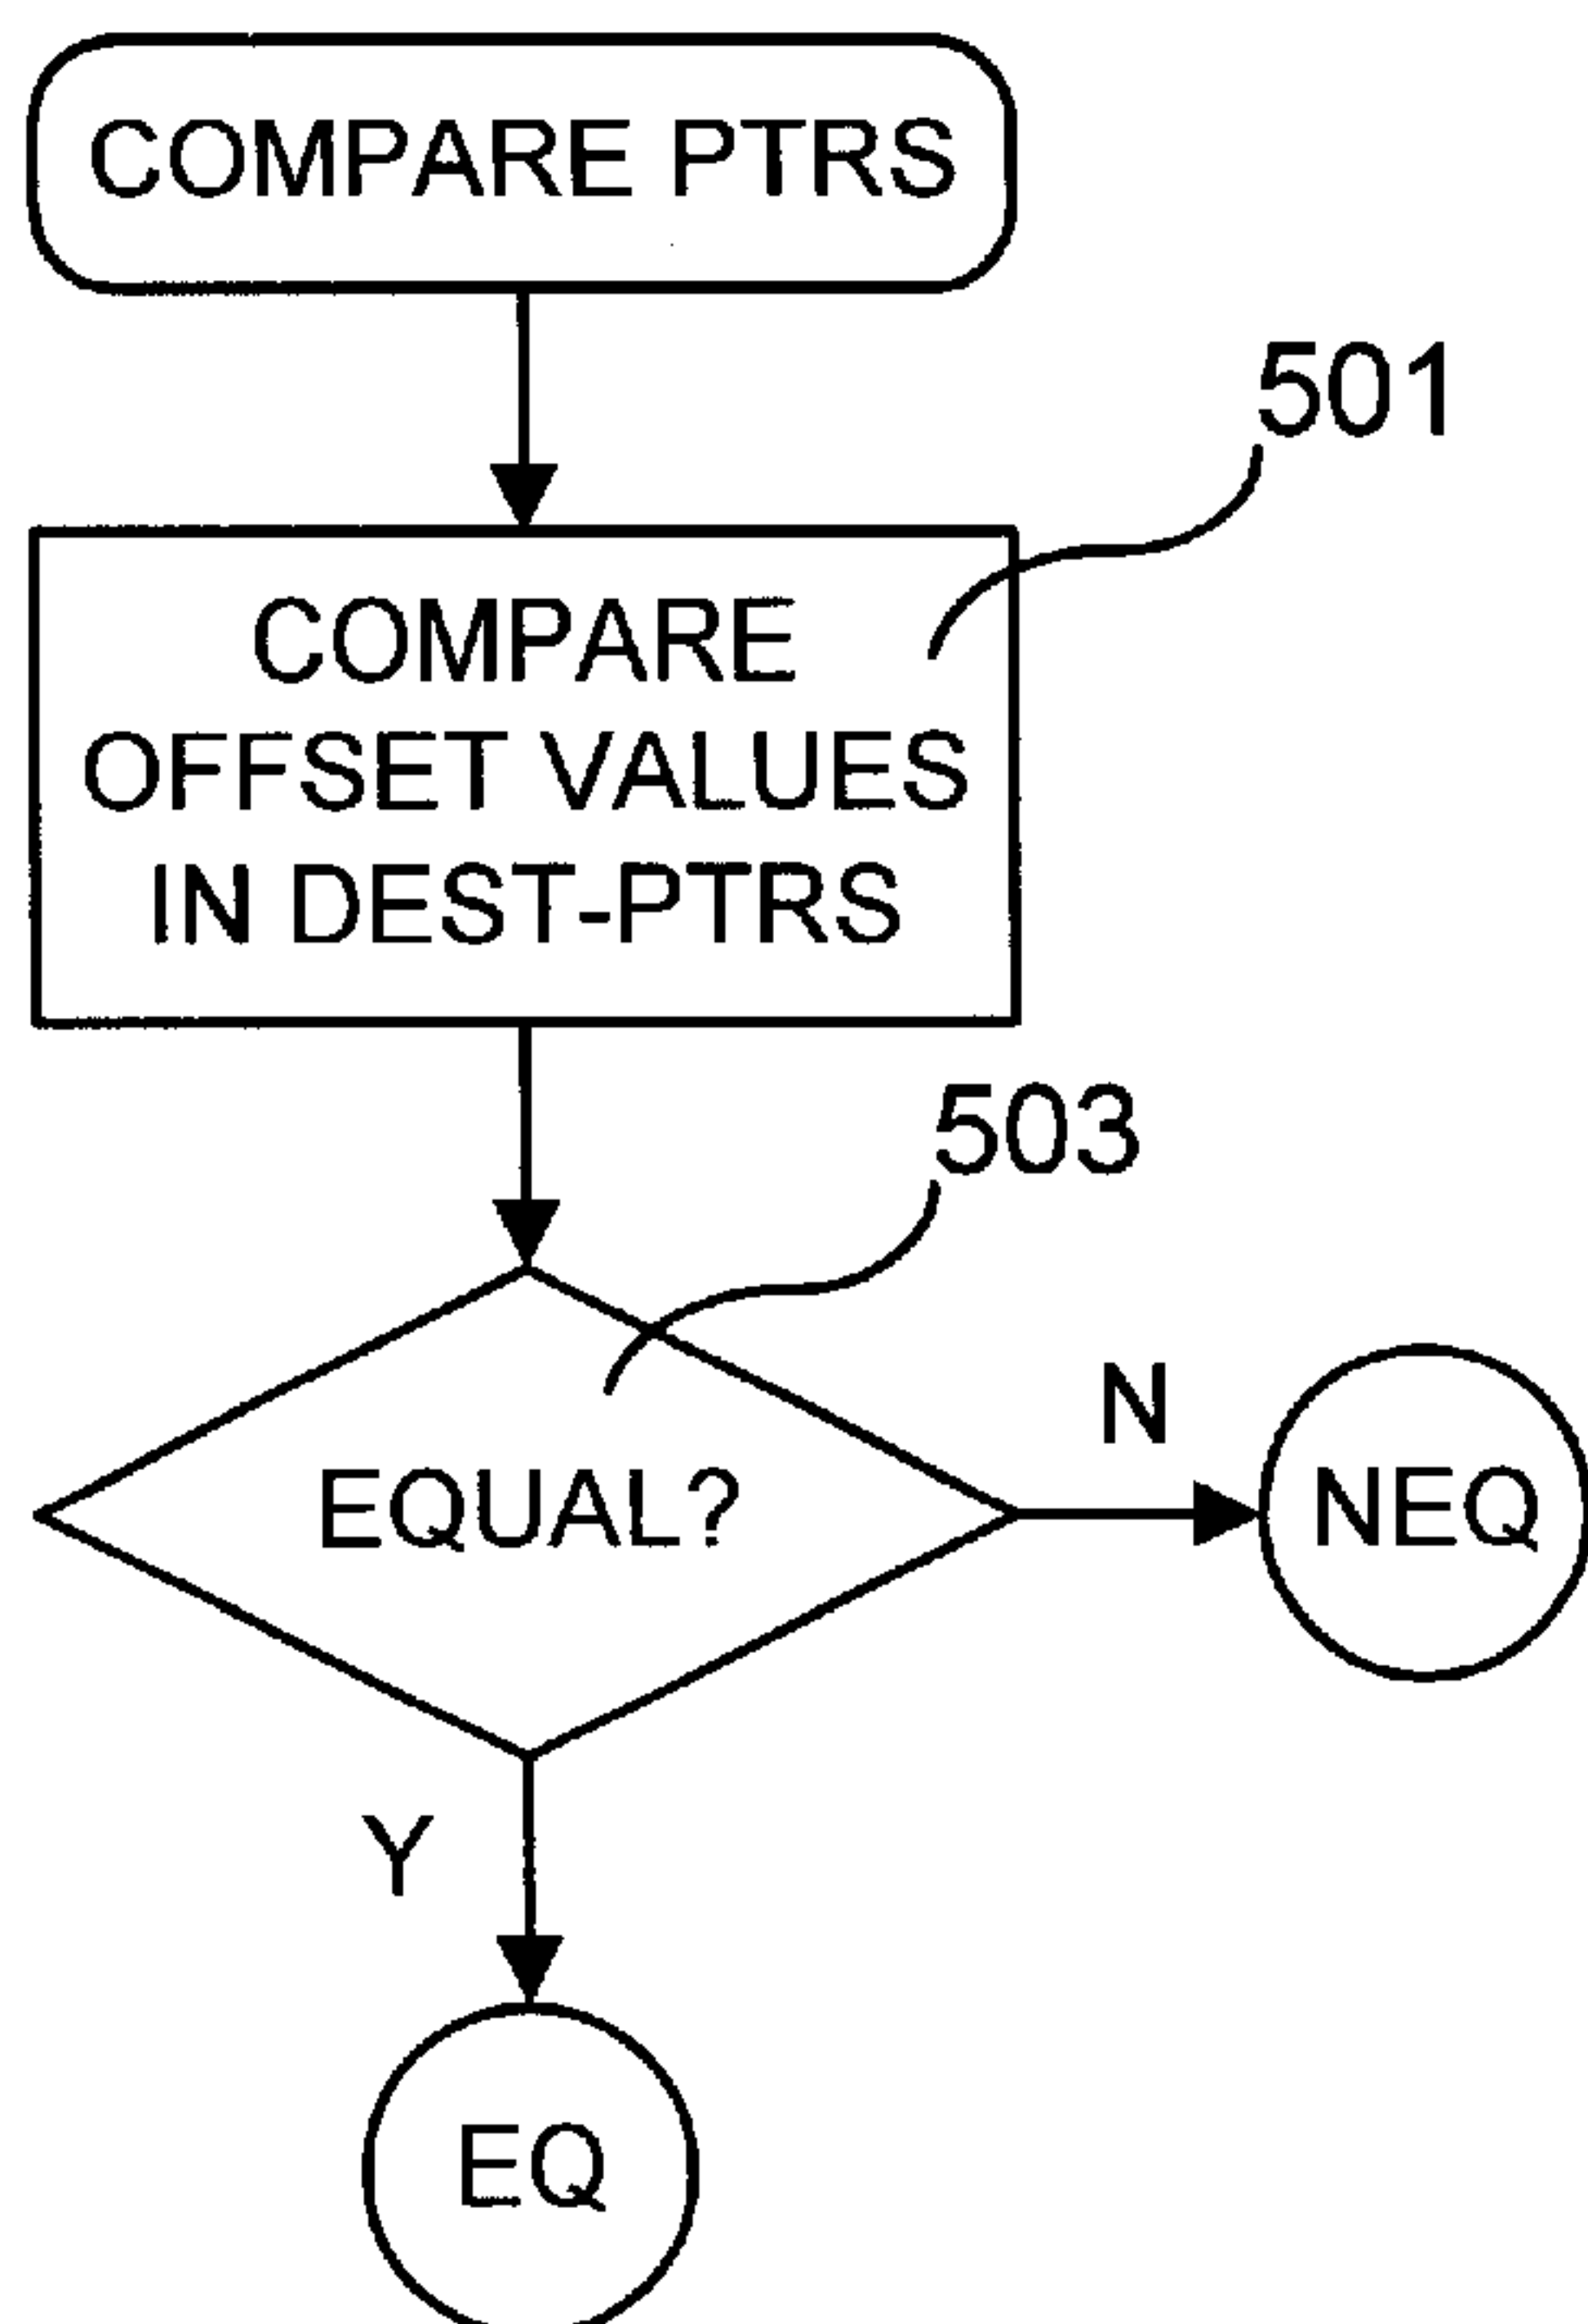 COMPARE PTRS
501
COMPARE
OFFSET VALUES
IN DEST-PTRS
503
N
EQUAL?
NEQ
Y
EQ